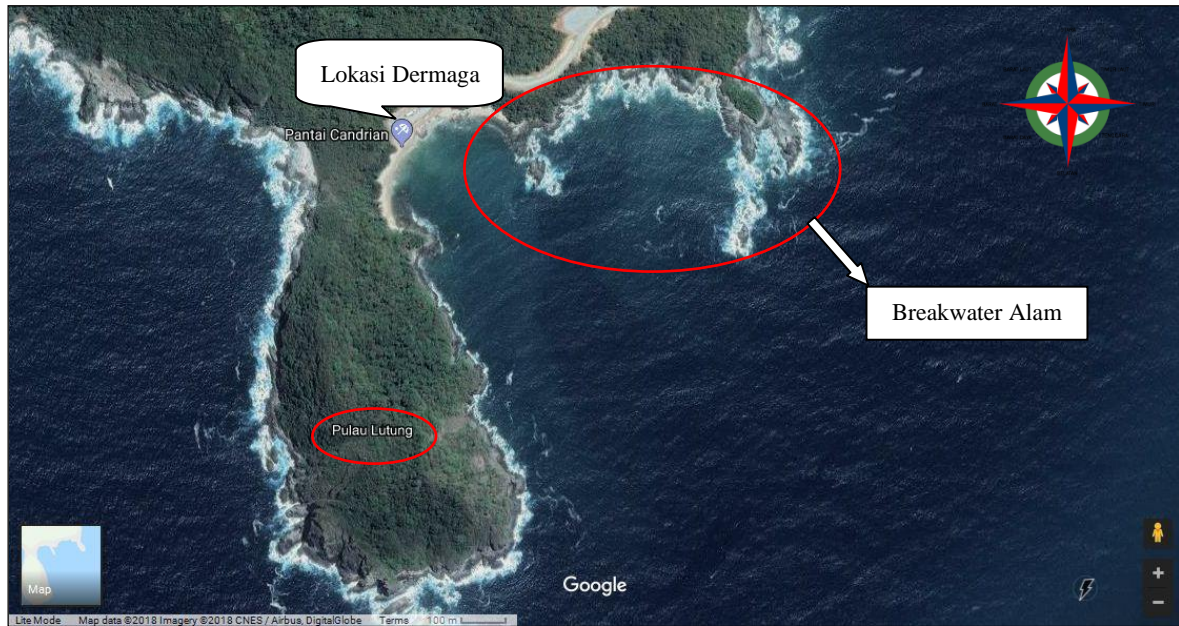 Lokasi Dermaga
Pantai Candrian
Breakwater Alam
Pulau Lutung
Map
Google
Lite Mode Map data ©2018 Imagery ©2018 CNES / Airbus, DigitalGlobe Terms 100 m